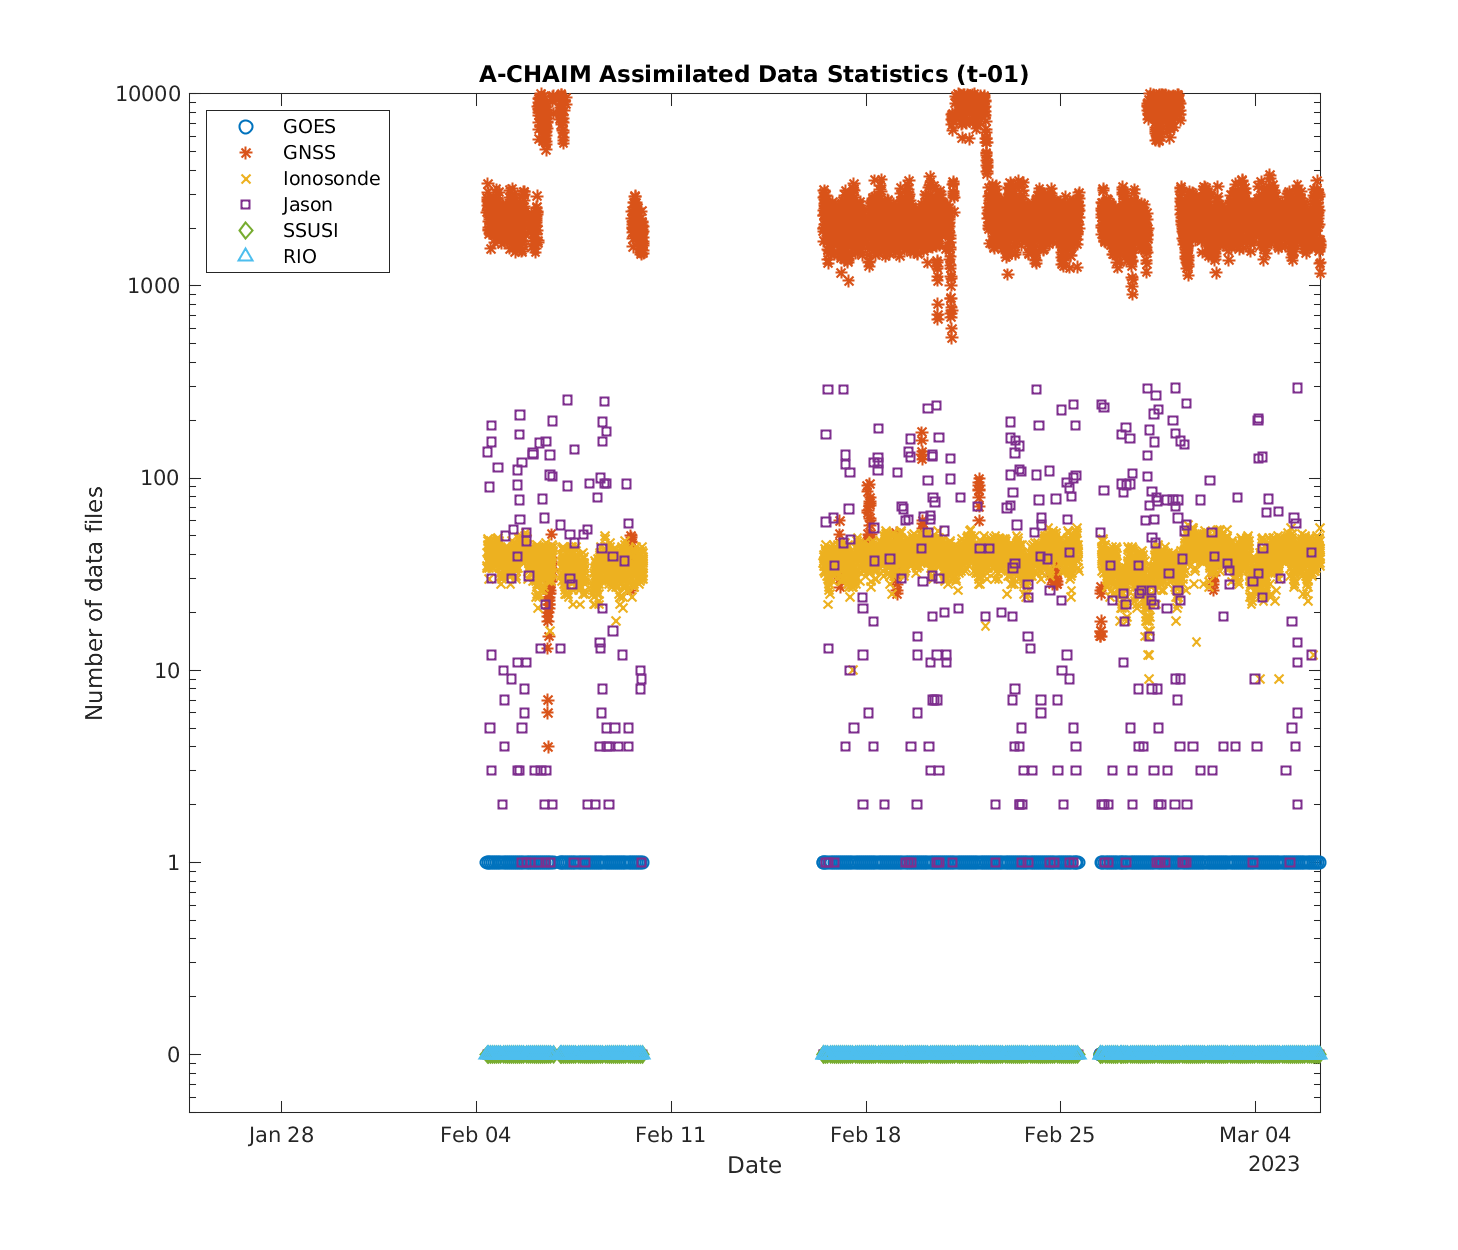 A-CHAIM Assimilated Data Statistics (t-01)
10000
1000
100
10
1
0
Number of data files
GOES
GNSS
Ionosonde
Jason
SSUSI
RIO
Jan 28
Feb 04
Feb 11
Feb 18
Feb 25
Mar 04
Date
2023